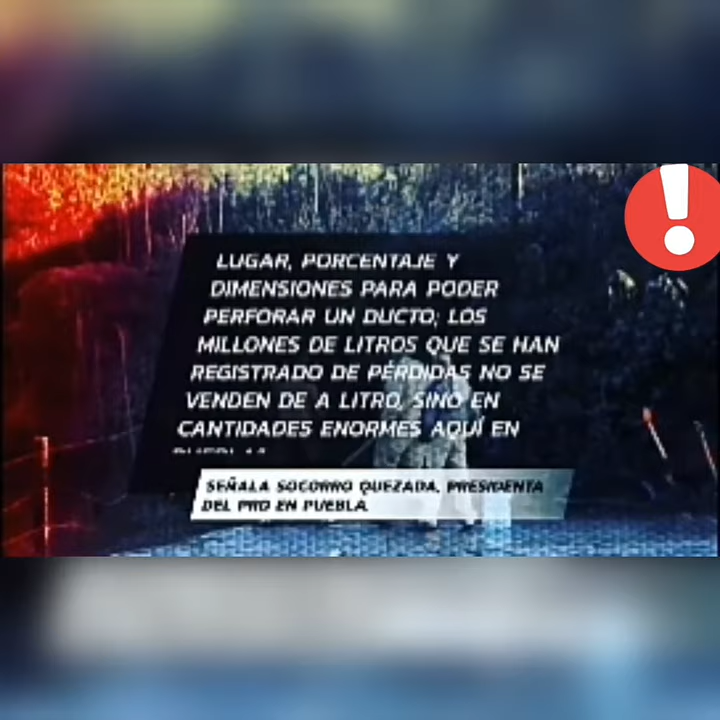 LUGAR, PORCENTAJE Y
DIMENSIONES PARA PODER
PERFORAR UN DUCTO; LOS
MILLONES DE LITROS QUE SE HAN
REGISTRADO DE PÉRDIDAS NO SE
VENDEN DE A LITRO, SINO EN
CANTIDADES ENORMES AQUÍ EN
SEÑALA SOCORRO QUEZADA, PRESIDENTA
DEL PRD EN PUEBLA